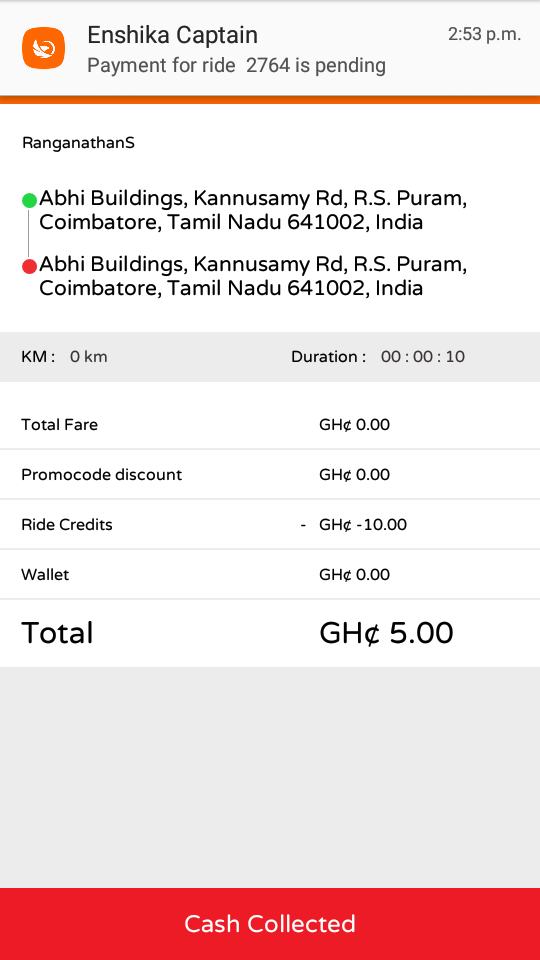 Enshika Captain 2:53 p.m.
Payment for ride 2764 is pending
RanganathanS
Abhi Buildings, Kannusamy Rd, R.S. Puram,
Coimbatore, Tamil Nadu 641002, India
Abhi Buildings, Kannusamy Rd, R.S. Puram,
Coimbatore, Tamil Nadu 641002, India
KM : 0 km Duration : 00 : 00 : 10
Total Fare GH¢ 0.00
Promocode discount GH¢ 0.00
Ride Credits - GH¢ -10.00
Wallet GH¢ 0.00
Total GH¢ 5.00
Cash Collected